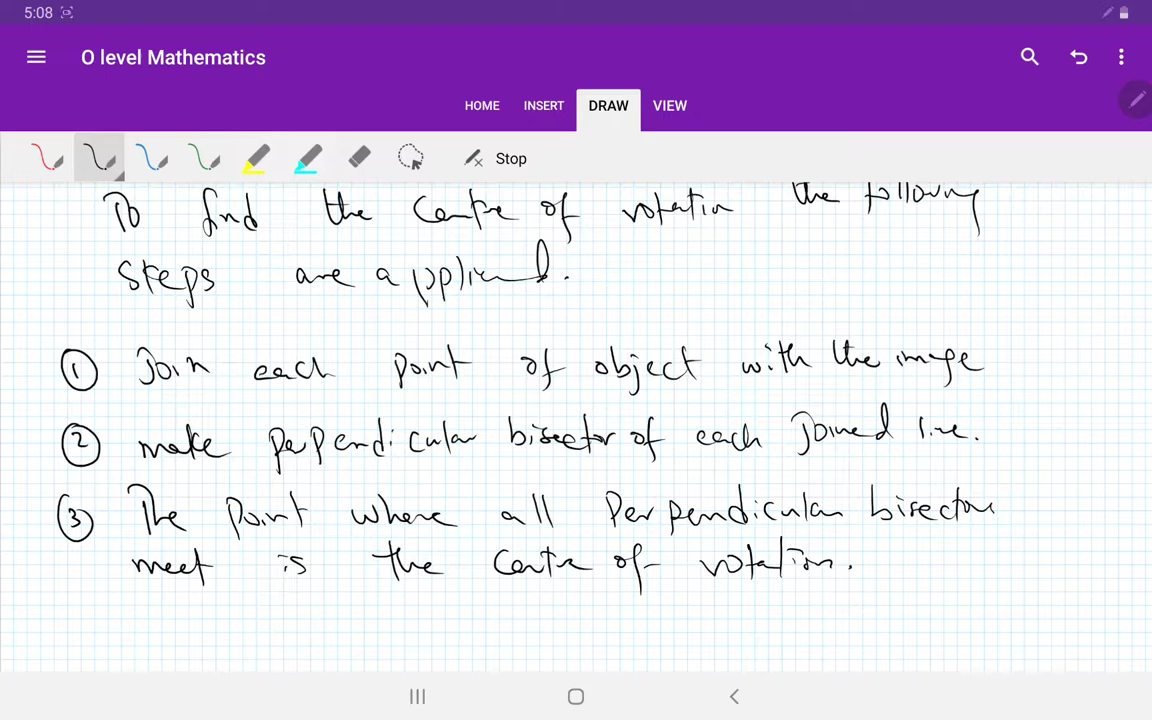 5:08
O level Mathematics
HOME INSERT DRAW VIEW
Stop
To find the centre of rotation the following
steps are applied.
① Join each point of object with the image
② make perpendicular bisector of each joined line.
③ The point where all perpendicular bisectors
meet is the centre of rotation.